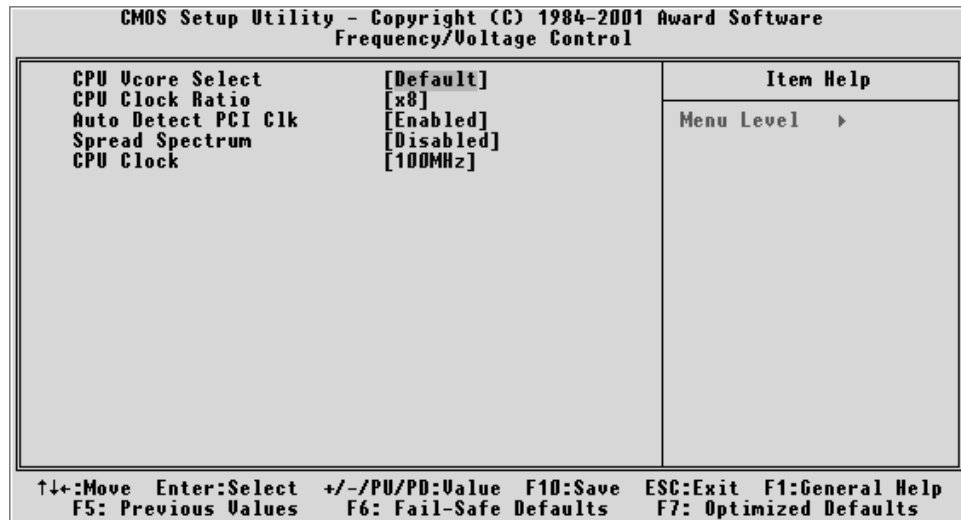 CMOS Setup Utility - Copyright (C) 1984-2001 Award Software
Frequency/Voltage Control
CPU Vcore Select [Default]
CPU Clock Ratio [x8]
Auto Detect PCI Clk [Enabled]
Spread Spectrum [Disabled]
CPU Clock [100MHz]
Item Help
Menu Level ▸
↑↓←:Move Enter:Select +/-/PU/PD:Value F10:Save ESC:Exit F1:General Help
F5: Previous Values F6: Fail-Safe Defaults F7: Optimized Defaults